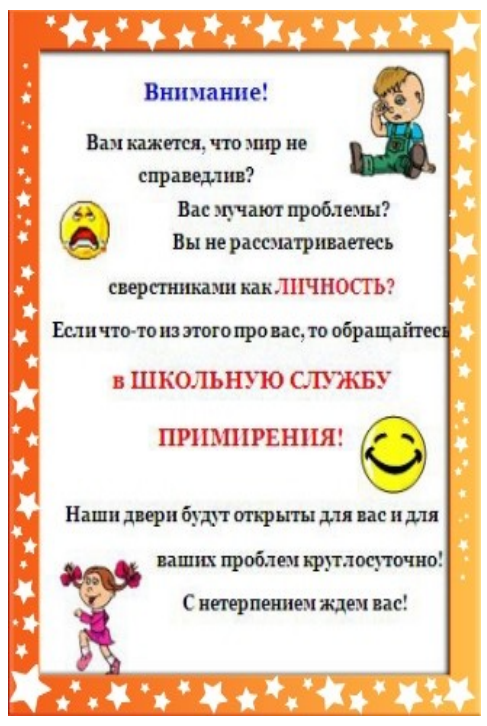 Внимание!
Вам кажется, что мир не
справедлив?
Вас мучают проблемы?
Вы не рассматриваетесь
сверстниками как ЛИЧНОСТЬ?
Если что-то из этого про вас, то обращайтесь
в ШКОЛЬНУЮ СЛУЖБУ
ПРИМИРЕНИЯ!
Наши двери будут открыты для вас и для
ваших проблем круглосуточно!
С нетерпением ждем вас!